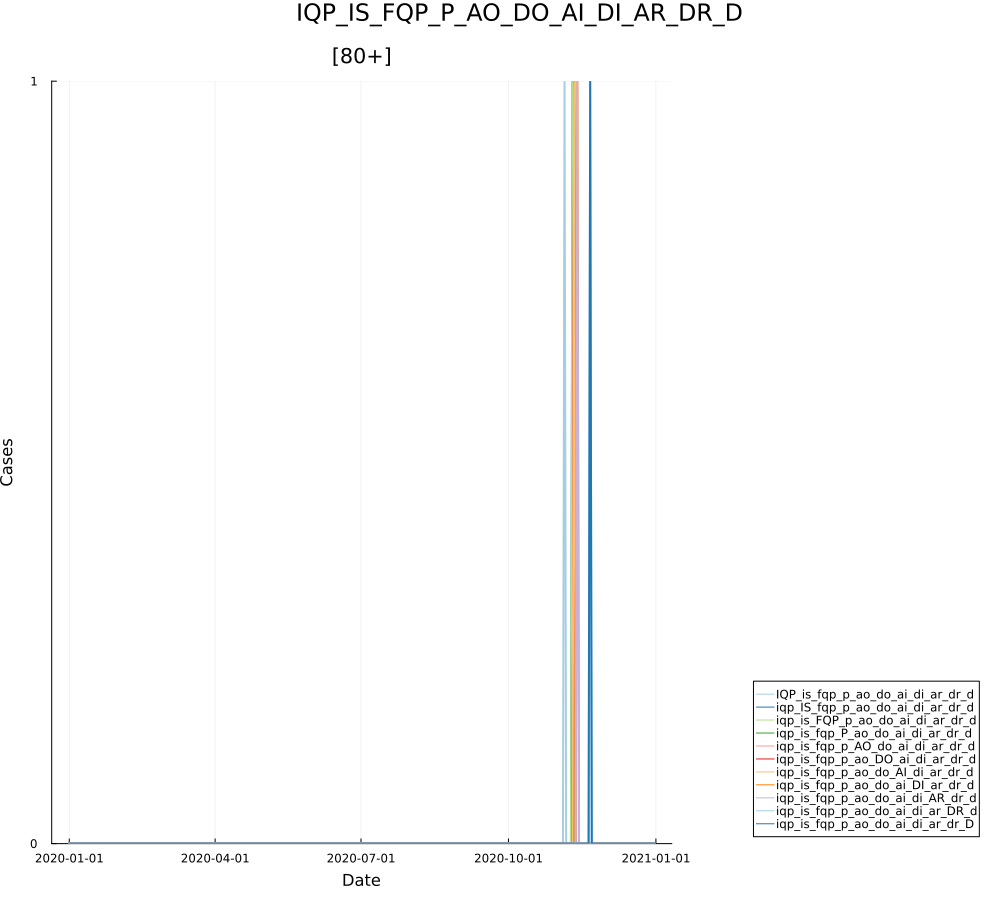 IQP_IS_FQP_P_AO_DO_AI_DI_AR_DR_D
[80+]
1
Cases
0
2020-01-01 2020-04-01 2020-07-01 2020-10-01 2021-01-01
Date
IQP_is_fqp_p_ao_do_ai_di_ar_dr_d
iqp_IS_fqp_p_ao_do_ai_di_ar_dr_d
iqp_is_FQP_p_ao_do_ai_di_ar_dr_d
iqp_is_fqp_P_ao_do_ai_di_ar_dr_d
iqp_is_fqp_p_AO_do_ai_di_ar_dr_d
iqp_is_fqp_p_ao_DO_ai_di_ar_dr_d
iqp_is_fqp_p_ao_do_AI_di_ar_dr_d
iqp_is_fqp_p_ao_do_ai_DI_ar_dr_d
iqp_is_fqp_p_ao_do_ai_di_AR_dr_d
iqp_is_fqp_p_ao_do_ai_di_ar_DR_d
iqp_is_fqp_p_ao_do_ai_di_ar_dr_D